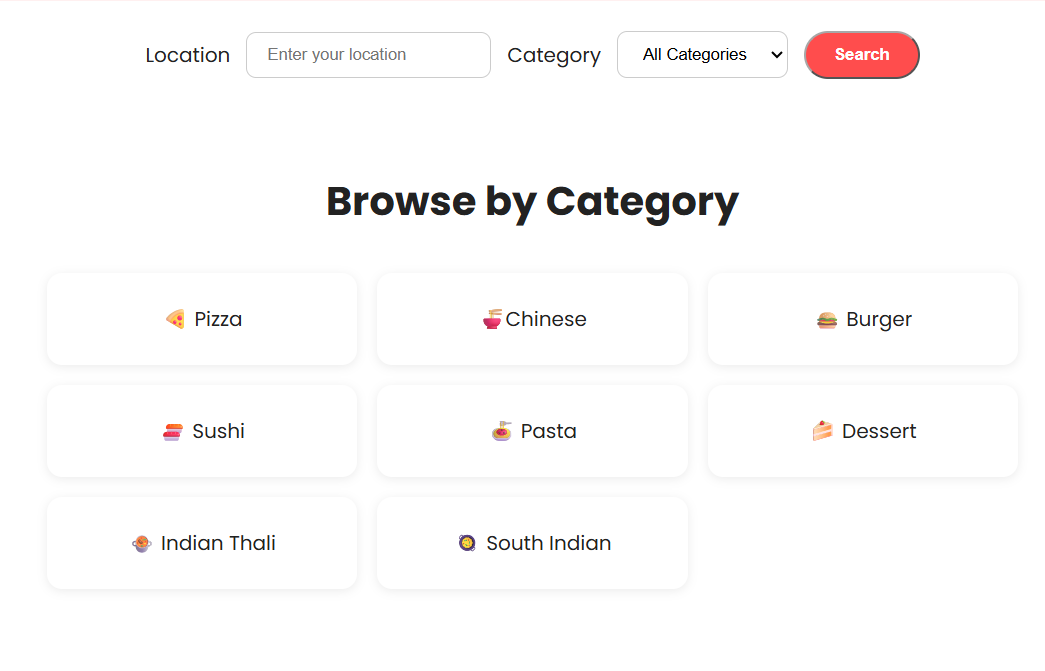 Location Enter your location Category All Categories Search
Browse by Category
🍕 Pizza 🍜Chinese 🍔 Burger
🍣 Sushi 🍝 Pasta 🍰 Dessert
🍲 Indian Thali 🥘 South Indian